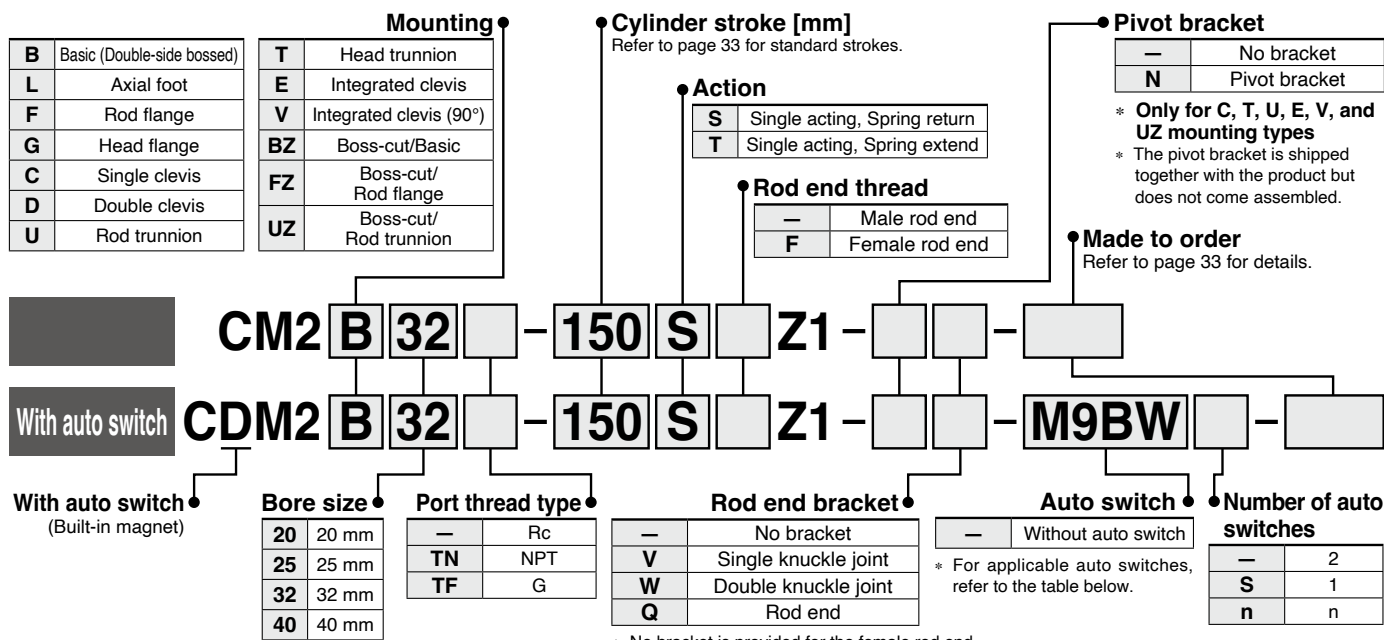 Mounting
B Basic (Double-side bossed)
L Axial foot
F Rod flange
G Head flange
C Single clevis
D Double clevis
U Rod trunnion
T Head trunnion
E Integrated clevis
V Integrated clevis (90°)
BZ Boss-cut/Basic
FZ Boss-cut/
Rod flange
UZ Boss-cut/
Rod trunnion
Cylinder stroke [mm]
Refer to page 33 for standard strokes.
Action
S Single acting, Spring return
T Single acting, Spring extend
Rod end thread
— Male rod end
F Female rod end
Pivot bracket
— No bracket
N Pivot bracket
* Only for C, T, U, E, V, and
UZ mounting types
* The pivot bracket is shipped
together with the product but
does not come assembled.
Made to order
Refer to page 33 for details.
CM2 B 32 – 150 S Z1 – –
With auto switch CDM2 B 32 – 150 S Z1 – – M9BW –
With auto switch
(Built-in magnet)
Bore size
20 20 mm
25 25 mm
32 32 mm
40 40 mm
Port thread type
— Rc
TN NPT
TF G
Rod end bracket
— No bracket
V Single knuckle joint
W Double knuckle joint
Q Rod end
No bracket is provided for the female rod end
Auto switch
— Without auto switch
* For applicable auto switches,
refer to the table below.
Number of auto
switches
— 2
S 1
n n